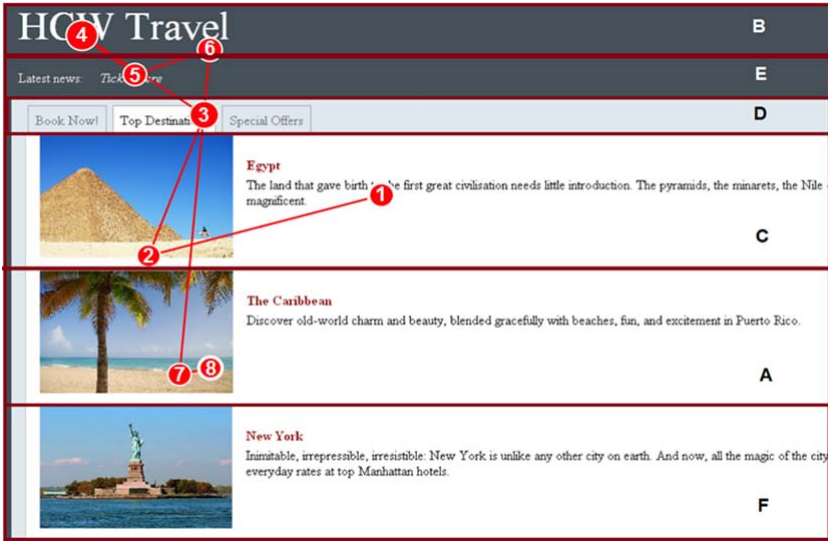 HCW Travel
B
4
6
Latest news:
5
E
3
Book Now!
Top
Special Offers
D
Egypt
The land that gave birth
first great civilisation needs little introduction. The pyramids, the minarets, the Nile
magnificent.
1
2
C
The Caribbean
Discover old-world charm and beauty, blended gracefully with beaches, fun, and excitement in Puerto Rico.
7
8
A
New York
Inimitable, irrepressible, irresistible: New York is unlike any other city on earth. And now, all the magic of the city
everyday rates at top Manhattan hotels.
F